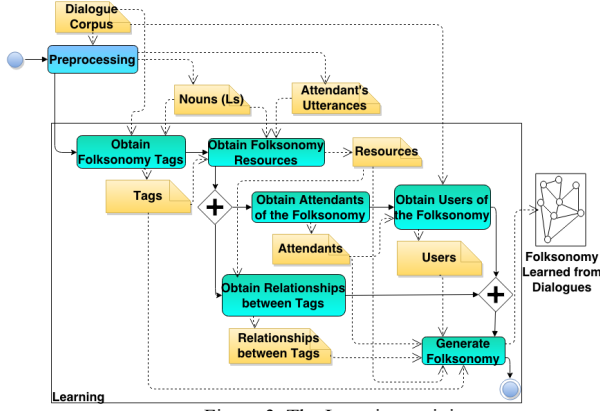 Dialogue
Corpus
Preprocessing
Nouns (Ls)
Attendant's
Utterances
Obtain
Folksonomy Tags
Obtain Folksonomy
Resources
Resources
Tags
Obtain Attendants
of the Folksonomy
Obtain Users of
the Folksonomy
Attendants
Users
Folksonomy
Learned from
Dialogues
Obtain Relationships
between Tags
Relationships
between Tags
Generate
Folksonomy
Learning